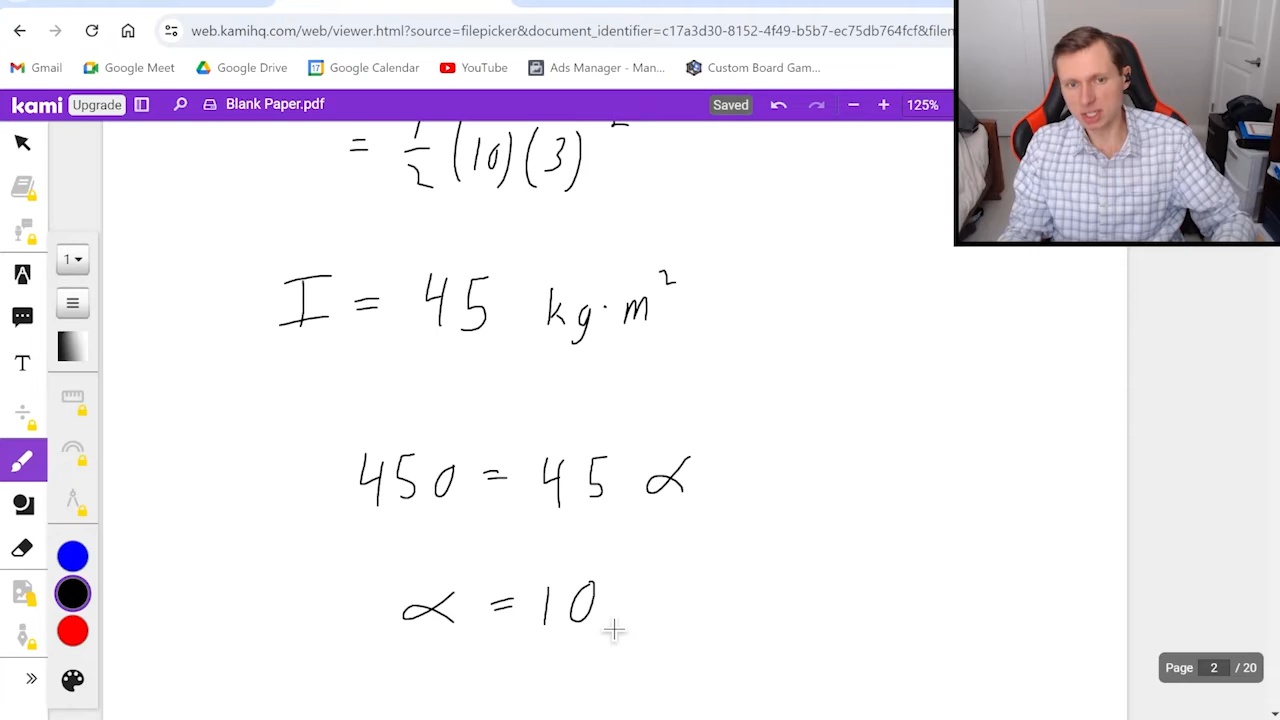 web.kamihq.com/web/viewer.html?source=filepicker&document_identifier=c17a3d30-8152-4f49-b5b7-ec75db764fcf&filen
Gmail Google Meet Google Drive 17 Google Calendar YouTube Ads Manager - Man... Custom Board Gam...
kami Upgrade Blank Paper.pdf Saved 125%
= 1/2 (10)(3)²
1
I = 45 kg·m²
T
450 = 45 α
α = 10
Page 2 / 20